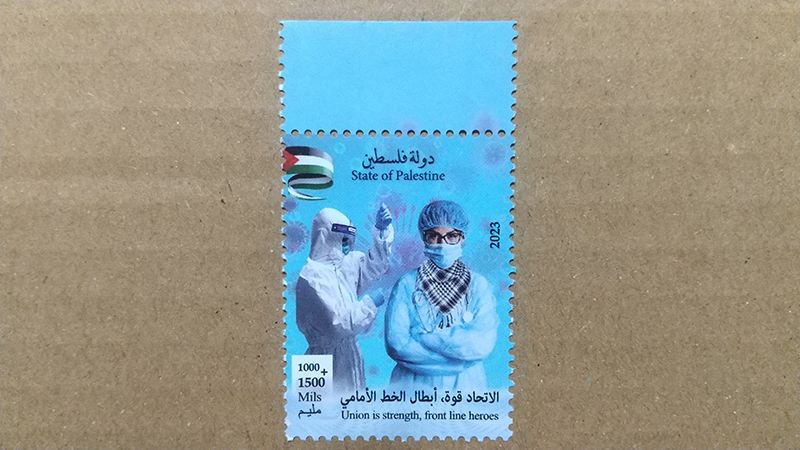 دولة فلسطين
State of Palestine
2023
1000+
1500
Mils
مليم
الاتحاد قوة، أبطال الخط الأمامي
Union is strength, front line heroes